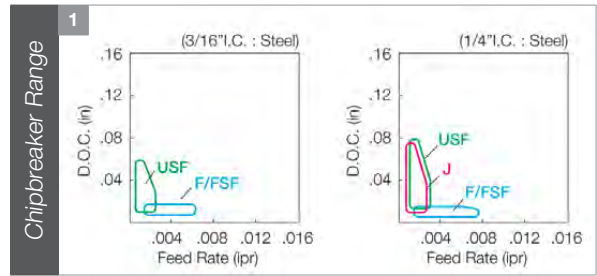 1
Chipbreaker Range
(3/16"I.C. : Steel)
.16
.12
.08
.04
D.O.C. (in)
USF
F/FSF
.004 .008 .012 .016
Feed Rate (ipr)
(1/4"I.C. : Steel)
.16
.12
.08
.04
D.O.C. (in)
USF
J
F/FSF
.004 .008 .012 .016
Feed Rate (ipr)